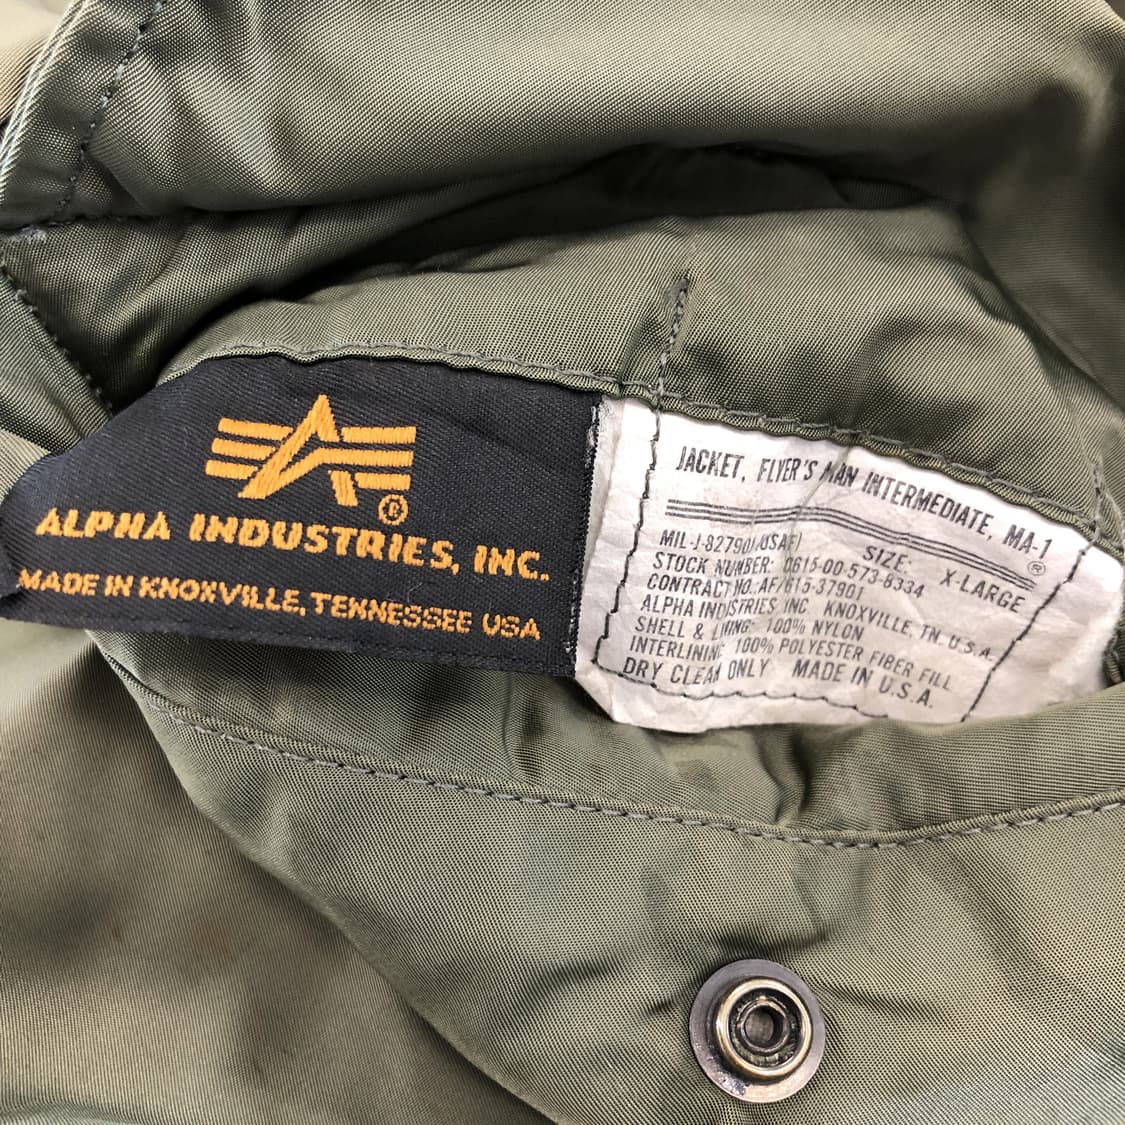 ®
ALPHA INDUSTRIES, INC.
MADE IN KNOXVILLE, TENNESSEE USA
JACKET, FLYER'S MAN INTERMEDIATE, MA-1
®
MIL-J-82790J(USAF) SIZE: X-LARGE
STOCK NUMBER: 0615-00-573-8334
CONTRACT NO. AF/615-37901
ALPHA INDUSTRIES INC. KNOXVILLE, TN. U.S.A.
SHELL & LINING: 100% NYLON
INTERLINING 100% POLYESTER FIBER FILL
DRY CLEAN ONLY MADE IN U.S.A.